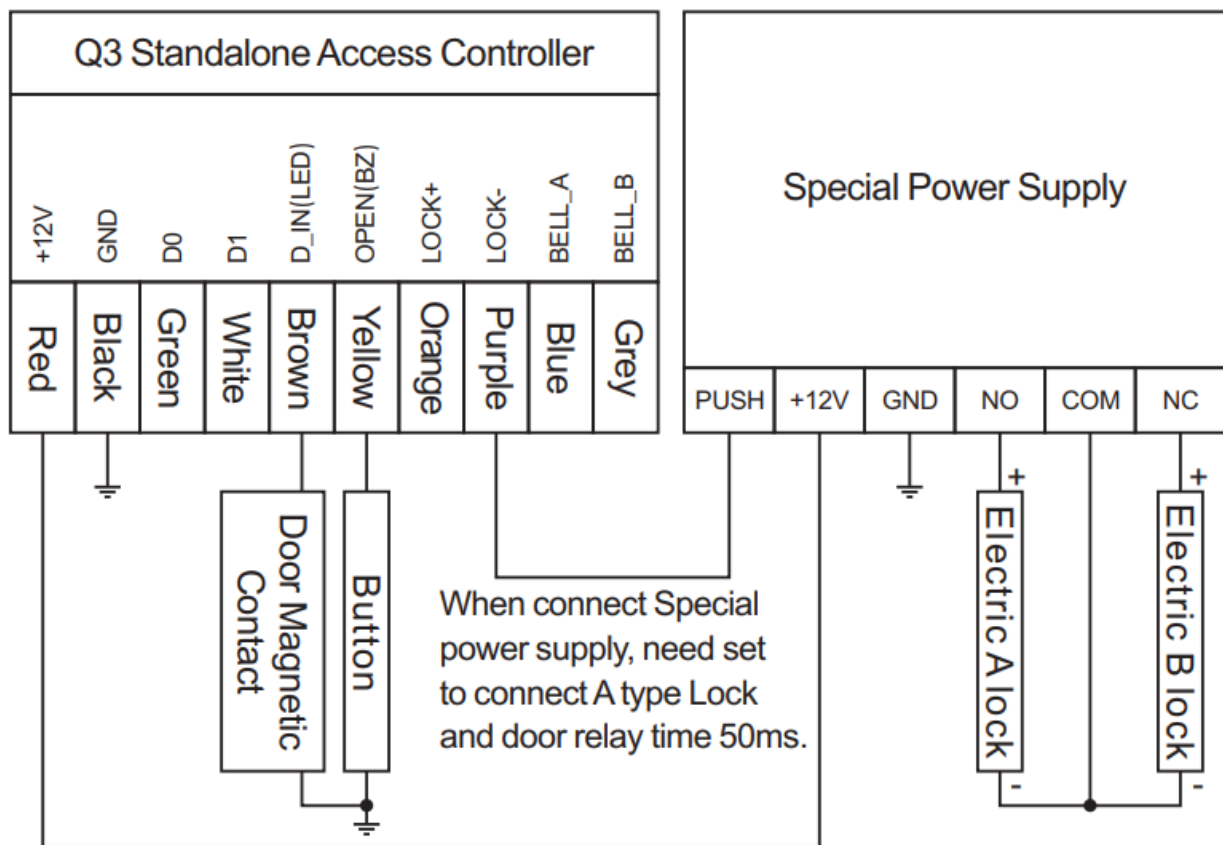 Q3 Standalone Access Controller
+12V
GND
D0
D1
D_IN(LED)
OPEN(BZ)
LOCK+
LOCK-
BELL_A
BELL_B
Red
Black
Green
White
Brown
Yellow
Orange
Purple
Blue
Grey
Special Power Supply
PUSH
+12V
GND
NO
COM
NC
Door Magnetic
Contact
Button
When connect Special
power supply, need set
to connect A type Lock
and door relay time 50ms.
+
Electric A lock
-
+
Electric B lock
-